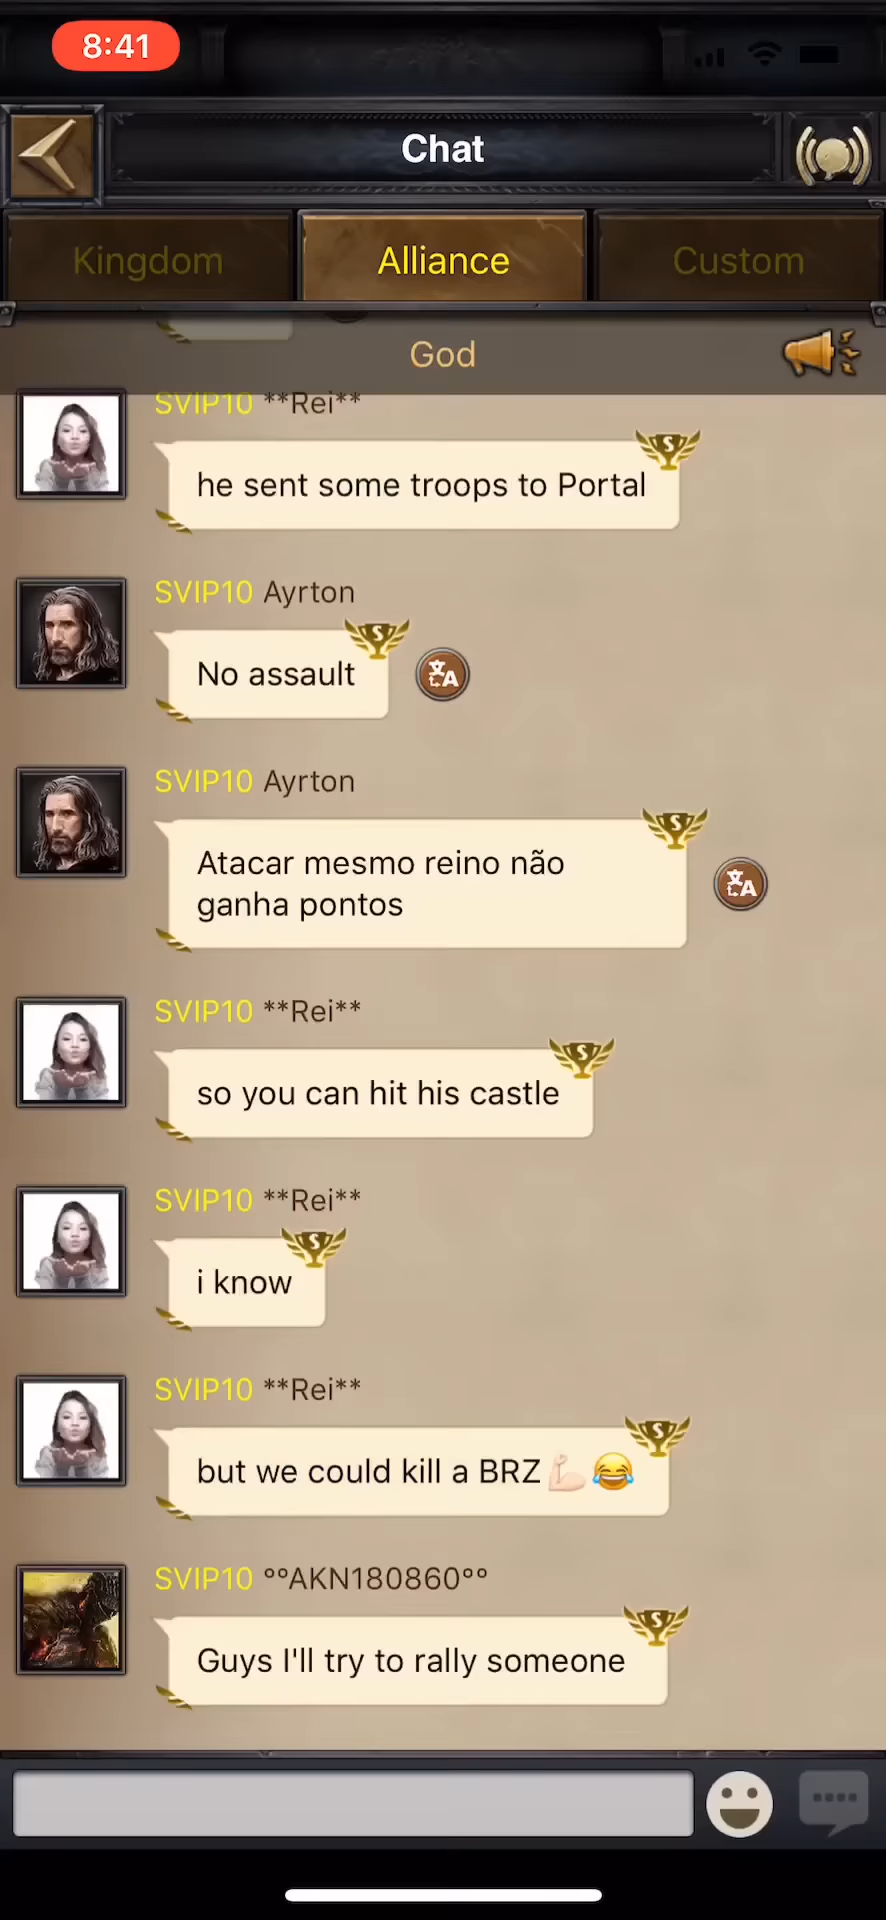 8:41
Chat
Kingdom
Alliance
Custom
God
SVIP10 **Rei**
he sent some troops to Portal
SVIP10 Ayrton
No assault
SVIP10 Ayrton
Atacar mesmo reino não
ganha pontos
SVIP10 **Rei**
so you can hit his castle
SVIP10 **Rei**
i know
SVIP10 **Rei**
but we could kill a BRZ💪🏻😂
SVIP10 °°AKN180860°°
Guys I'll try to rally someone